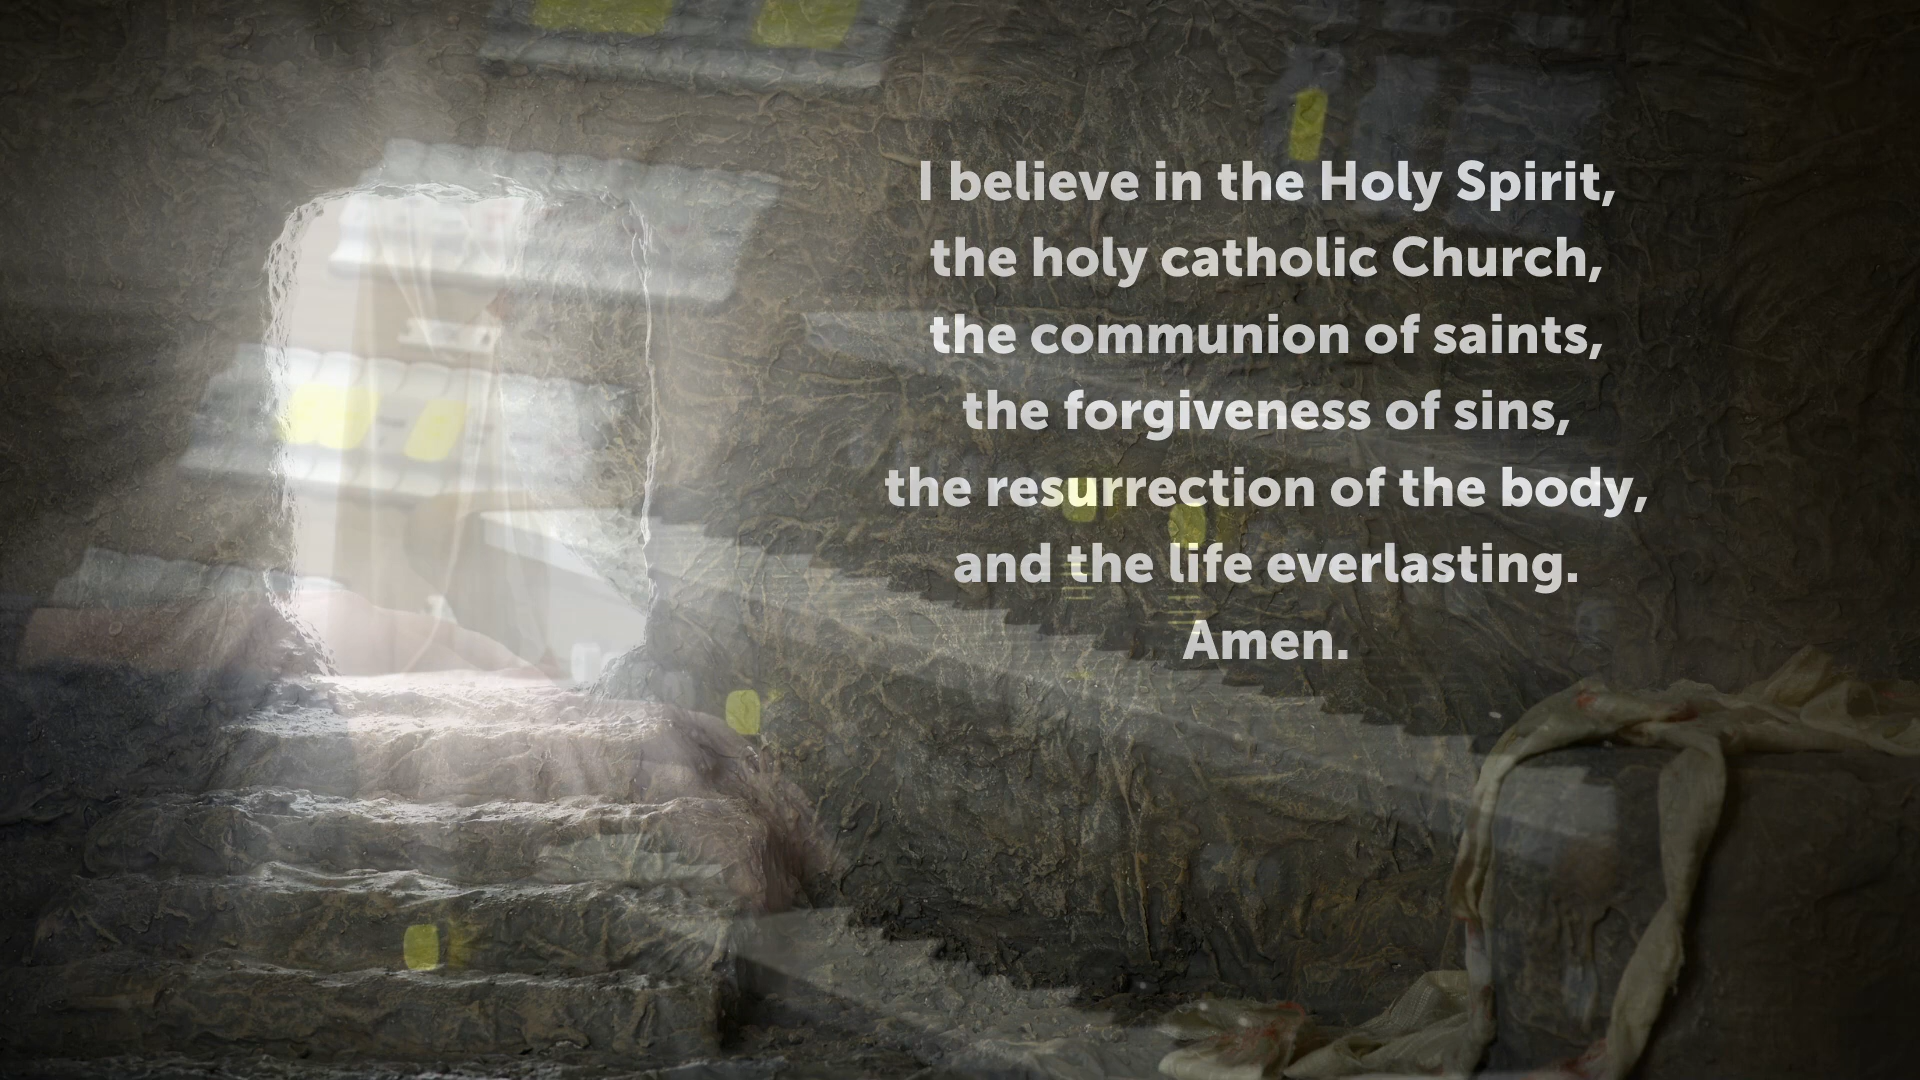 I believe in the Holy Spirit,
the holy catholic Church,
the communion of saints,
the forgiveness of sins,
the resurrection of the body,
and the life everlasting.
Amen.